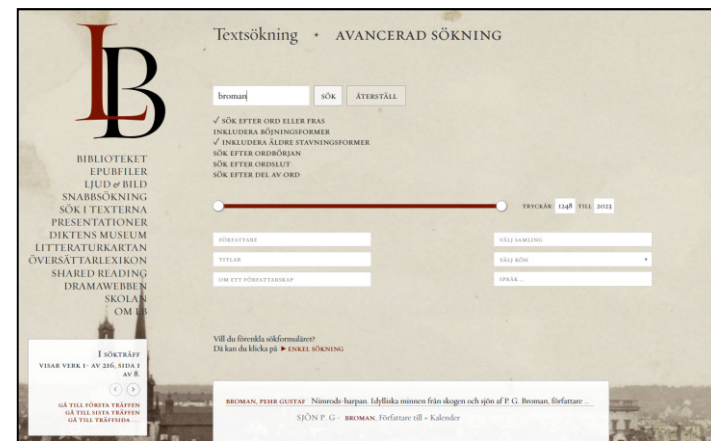 LB
Textsökning • AVANCERAD SÖKNING
broman
SÖK
ÅTERSTÄLL
✓ SÖK EFTER ORD ELLER FRAS
INKLUDERA BÖJNINGSFORMER
✓ INKLUDERA ÄLDRE STAVNINGSFORMER
SÖK EFTER ORDBÖRJAN
SÖK EFTER ORDSLUT
SÖK EFTER DEL AV ORD
TRYCKÅR 1248 TILL 2023
FÖRFATTARE
VÄLJ SAMLING
TITLAR
VÄLJ KÖN
OM ETT FÖRFATTARSKAP
SPRÅK ...
Vill du förenkla sökformuläret?
Då kan du klicka på ▶ ENKEL SÖKNING
BIBLIOTEKET
EPUBFILER
LJUD & BILD
SNABBSÖKNING
SÖK I TEXTERNA
PRESENTATIONER
DIKTENS MUSEUM
LITTERATURKARTAN
ÖVERSÄTTARLEXIKON
SHARED READING
DRAMAWEBBEN
SKOLAN
OM LB
I SÖKTRÄFF
VISAR VERK 1- AV 216, SIDA 1
AV 8.
GÅ TILL FÖRSTA TRÄFFEN
GÅ TILL SISTA TRÄFFEN
GÅ TILL TRÄFFSIDA ...
BROMAN, PEHR GUSTAF Nimrods-harpan. Idylliska minnen från skogen och sjön af P. G. Broman, författare ...
SJÖN P. G - BROMAN, Författare till – Kalender